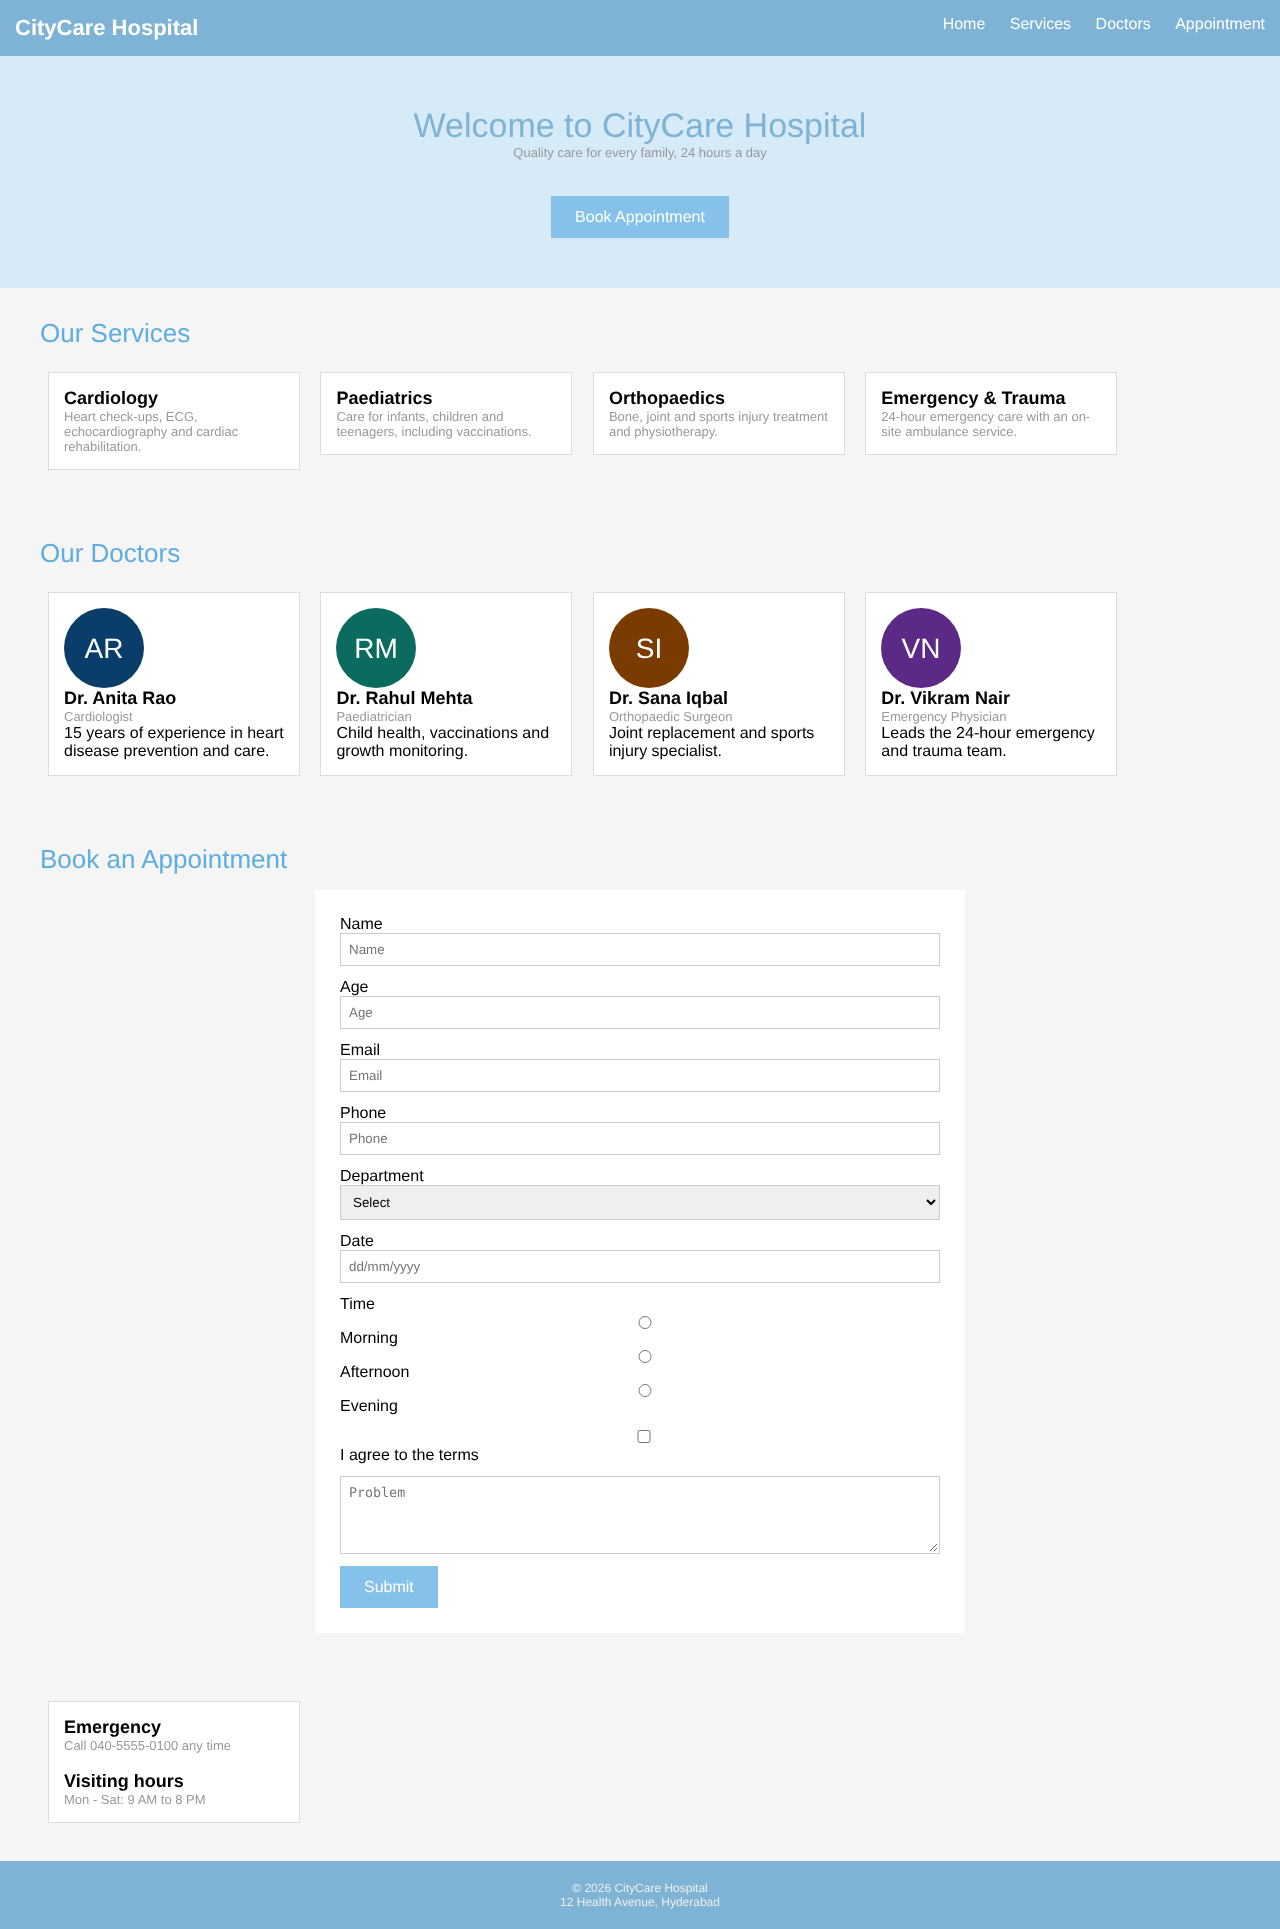 CityCare Hospital
Home Services Doctors Appointment
Welcome to CityCare Hospital
Quality care for every family, 24 hours a day
Book Appointment
Our Services
Cardiology
Heart check-ups, ECG,
echocardiography and cardiac
rehabilitation.
Paediatrics
Care for infants, children and
teenagers, including vaccinations.
Orthopaedics
Bone, joint and sports injury treatment
and physiotherapy.
Emergency & Trauma
24-hour emergency care with an on-
site ambulance service.
Our Doctors
AR
Dr. Anita Rao
Cardiologist
15 years of experience in heart
disease prevention and care.
RM
Dr. Rahul Mehta
Paediatrician
Child health, vaccinations and
growth monitoring.
SI
Dr. Sana Iqbal
Orthopaedic Surgeon
Joint replacement and sports
injury specialist.
VN
Dr. Vikram Nair
Emergency Physician
Leads the 24-hour emergency
and trauma team.
Book an Appointment
Name
Name
Age
Age
Email
Email
Phone
Phone
Department
Select
Date
dd/mm/yyyy
Time
Morning
Afternoon
Evening
I agree to the terms
Problem
Submit
Emergency
Call 040-5555-0100 any time
Visiting hours
Mon - Sat: 9 AM to 8 PM
© 2026 CityCare Hospital
12 Health Avenue, Hyderabad